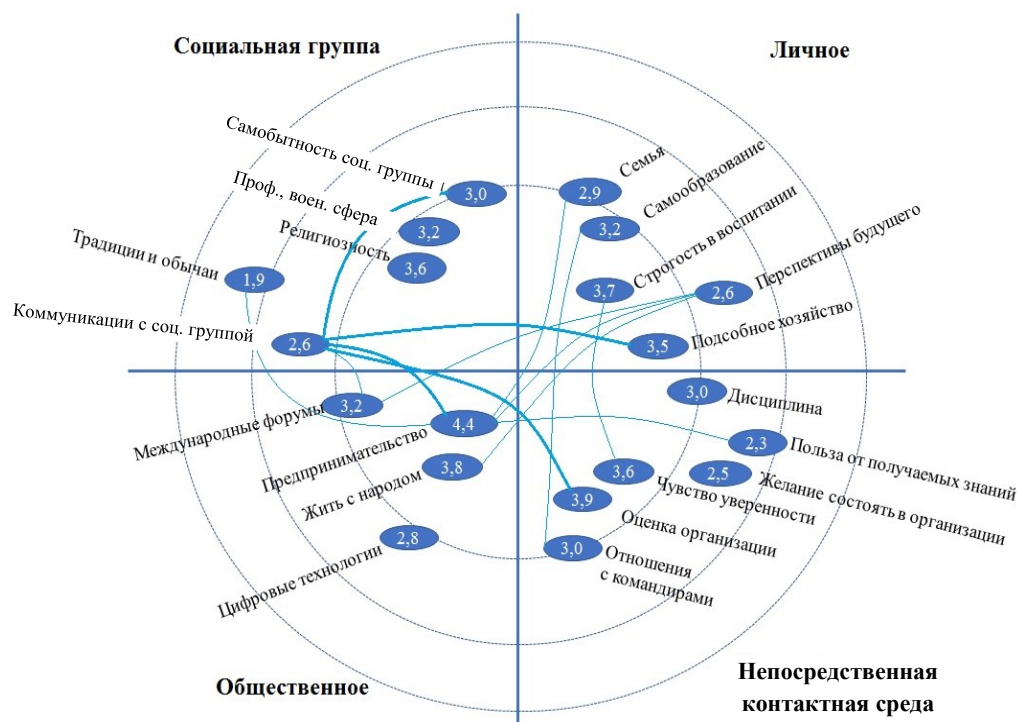 Социальная группа
Личное
Самобытность соц. группы
3,0
Проф., воен. сфера
3,2
Религиозность
3,6
Традиции и обычаи
1,9
Коммуникации с соц. группой
2,6
Семья
2,9
Самообразование
3,2
Строгость в воспитании
3,7
Перспективы будущего
2,6
Подсобное хозяйство
3,5
Международные форумы
3,2
Предпринимательство
4,4
Жить с народом
3,8
Цифровые технологии
2,8
Дисциплина
3,0
Польза от получаемых знаний
2,3
Желание состоять в организации
2,5
Чувство уверенности
3,6
Оценка организации
3,9
Отношения
с командирами
3,0
Общественное
Непосредственная
контактная среда